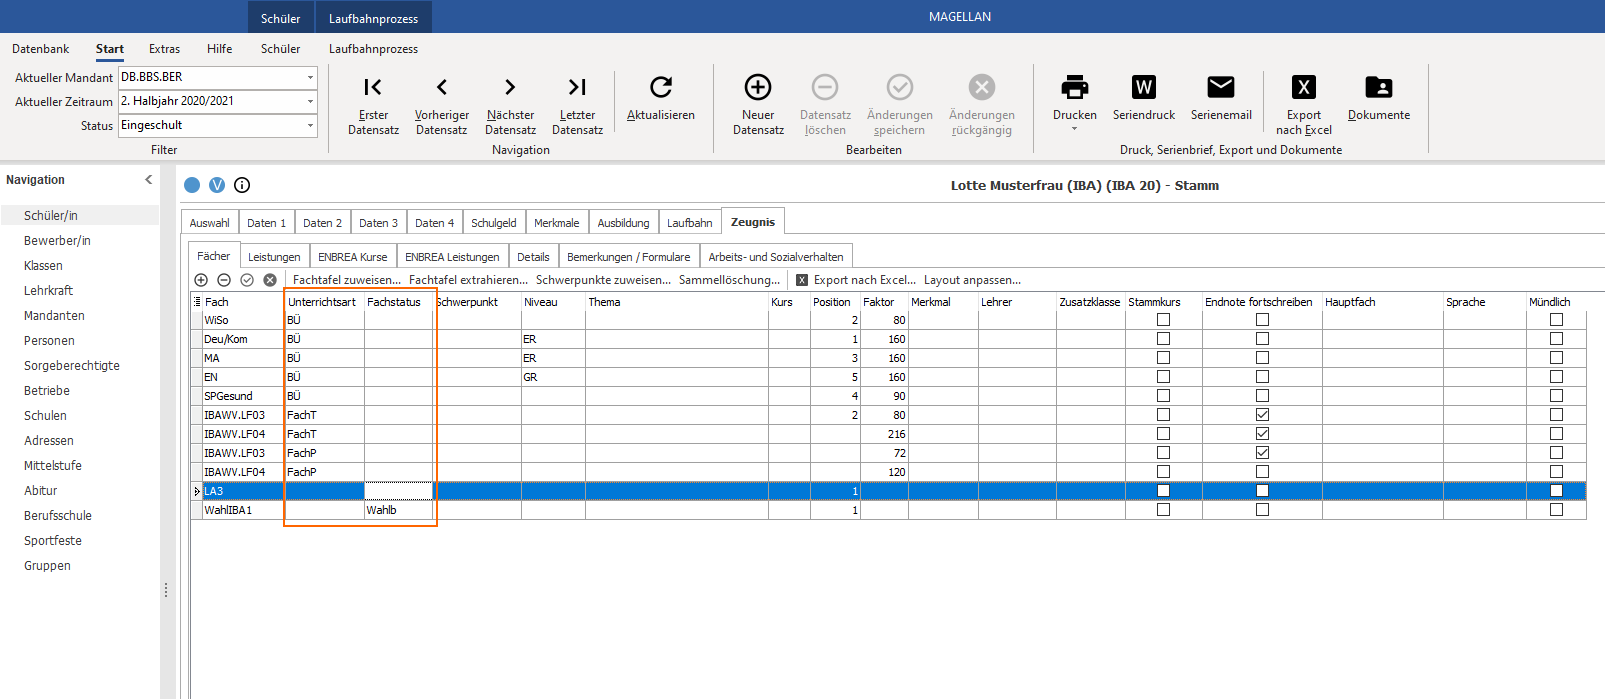 Schüler Laufbahnprozess MAGELLAN
Datenbank Start Extras Hilfe Schüler Laufbahnprozess
Aktueller Mandant DB.BBS.BER
Aktueller Zeitraum 2. Halbjahr 2020/2021
Status Eingeschult
Filter
Erster Datensatz
Vorheriger Datensatz
Nächster Datensatz
Letzter Datensatz
Aktualisieren
Navigation
Neuer Datensatz
Datensatz löschen
Änderungen speichern
Änderungen rückgängig
Bearbeiten
Drucken
W
Seriendruck
Serienemail
X
Export nach Excel
Dokumente
Druck, Serienbrief, Export und Dokumente
Navigation
Schüler/in
Bewerber/in
Klassen
Lehrkraft
Mandanten
Personen
Sorgeberechtigte
Betriebe
Schulen
Adressen
Mittelstufe
Abitur
Berufsschule
Sportfeste
Gruppen
V i
Lotte Musterfrau (IBA) (IBA 20) - Stamm
Auswahl Daten 1 Daten 2 Daten 3 Daten 4 Schulgeld Merkmale Ausbildung Laufbahn Zeugnis
Fächer Leistungen ENBREA Kurse ENBREA Leistungen Details Bemerkungen / Formulare Arbeits- und Sozialverhalten
Fachtafel zuweisen... Fachtafel extrahieren... Schwerpunkte zuweisen... Sammellöschung... X Export nach Excel... Layout anpassen...
Fach Unterrichtsart Fachstatus Schwerpunkt Niveau Thema Kurs Position Faktor Merkmal Lehrer Zusatzklasse Stammkurs Endnote fortschreiben Hauptfach Sprache Mündlich
WiSo BÜ 2 80
Deu/Kom BÜ ER 1 160
MA BÜ ER 3 160
EN BÜ GR 5 160
SPGesund BÜ 4 90
IBAWV.LF03 FachT 2 80
IBAWV.LF04 FachT 216
IBAWV.LF03 FachP 72
IBAWV.LF04 FachP 120
LA3 1
WahlIBA1 Wahlb 1